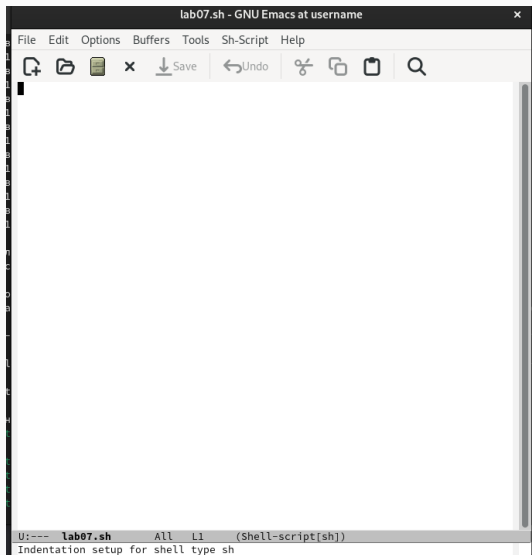 lab07.sh - GNU Emacs at username
File Edit Options Buffers Tools Sh-Script Help
Save Undo
U:--- lab07.sh All L1 (Shell-script[sh])
Indentation setup for shell type sh